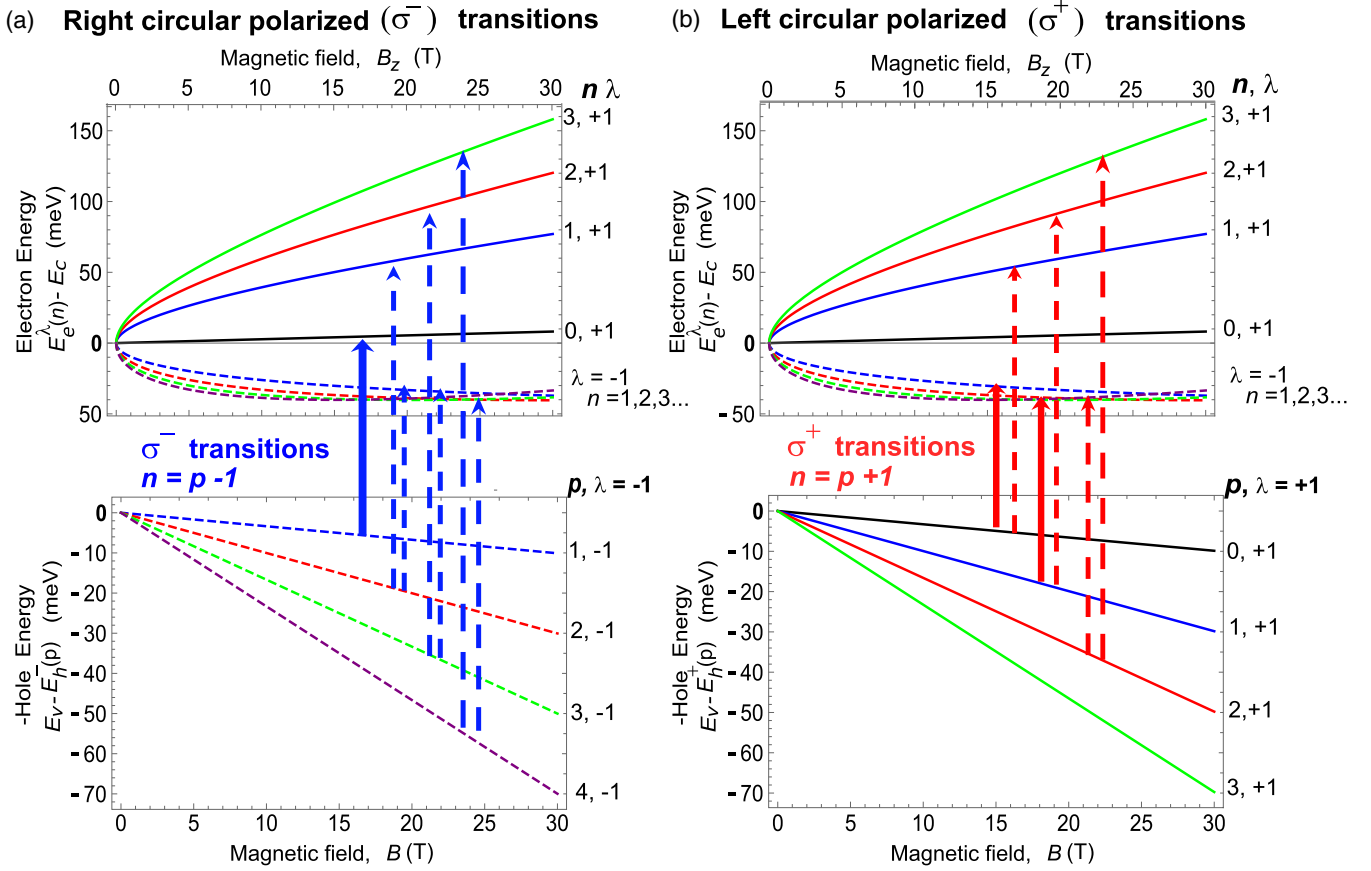 (a) Right circular polarized (σ⁻) transitions
Magnetic field, B_z (T)
0 5 10 15 20 25 30
n λ
150
100
50
0
50
Electron Energy
E_e^λ(n) - E_c (meV)
3, +1
2,+1
1, +1
0, +1
λ = -1
n =1,2,3...
σ⁻ transitions
n = p -1
p, λ = -1
0
-10
-20
-30
-40
-50
-60
-70
-Hole Energy
E_v - E_h^-(p) (meV)
1, -1
2, -1
3, -1
4, -1
0 5 10 15 20 25 30
Magnetic field, B (T)
(b) Left circular polarized (σ⁺) transitions
Magnetic field, B_z (T)
0 5 10 15 20 25 30
n, λ
150
100
50
0
-50
Electron Energy
E_e^λ(n) - E_c (meV)
3, +1
2,+1
1, +1
0, +1
λ = -1
n =1,2,3...
σ⁺ transitions
n = p +1
p, λ = +1
0
-10
-20
-30
-40
-50
-60
-70
-Hole Energy
E_v - E_h^+(p) (meV)
0, +1
1, +1
2,+1
3, +1
0 5 10 15 20 25 30
Magnetic field, B (T)